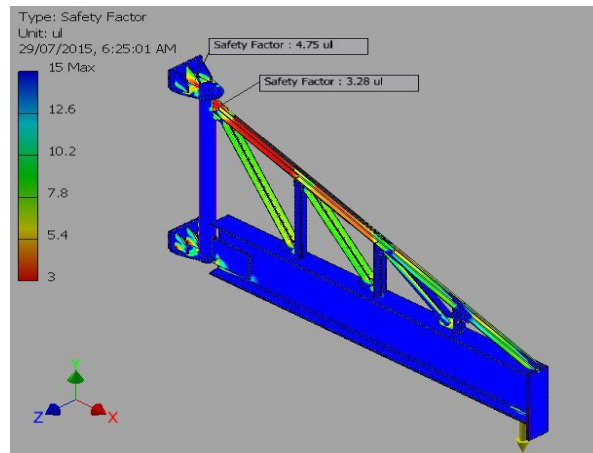 Type: Safety Factor
Unit: ul
29/07/2015, 6:25:01 AM
15 Max
12.6
10.2
7.8
5.4
3
Safety Factor : 4.75 ul
Safety Factor : 3.28 ul
Y
Z
X